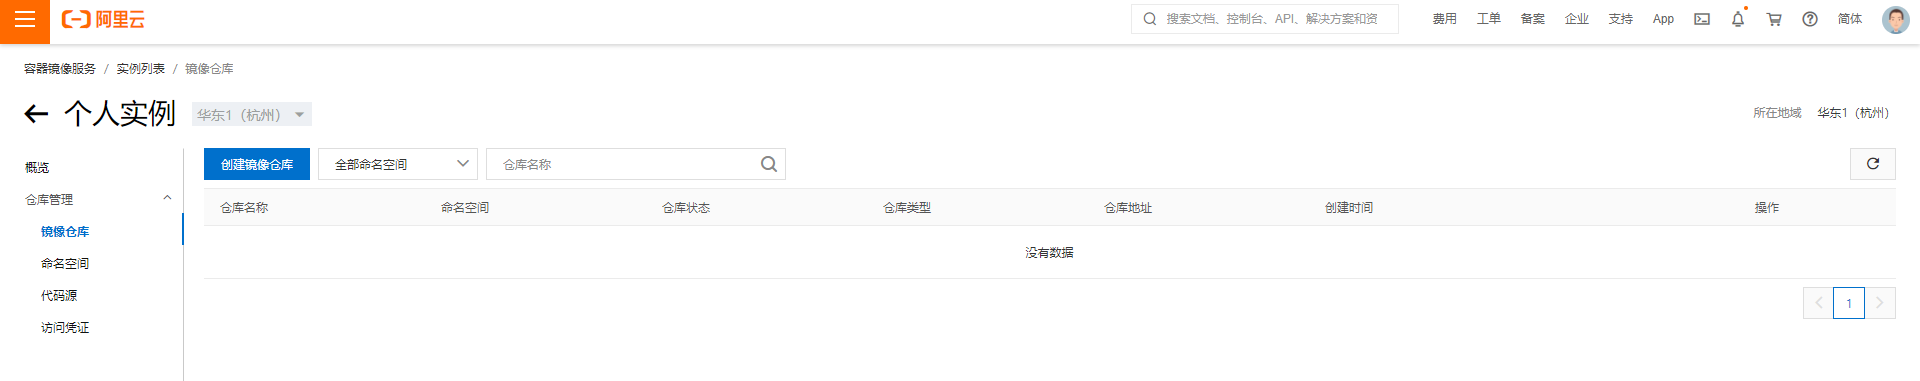 阿里云
搜索文档、控制台、API、解决方案和资
费用 工单 备案 企业 支持 App 简体
容器镜像服务 / 实例列表 / 镜像仓库
个人实例 华东1（杭州） 所在地域 华东1（杭州）
概览
仓库管理
镜像仓库
命名空间
代码源
访问凭证
创建镜像仓库 全部命名空间 仓库名称
仓库名称 命名空间 仓库状态 仓库类型 仓库地址 创建时间 操作
没有数据
1